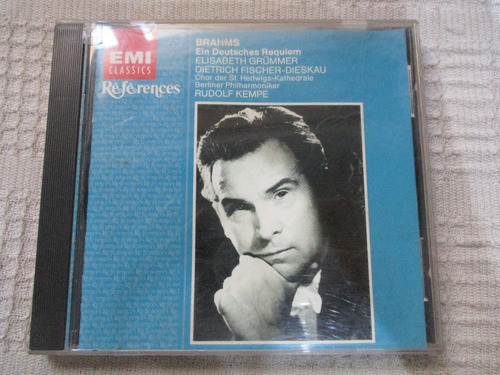 EMI
CLASSICS
Références
BRAHMS
Ein Deutsches Requiem
ELISABETH GRÜMMER
DIETRICH FISCHER-DIESKAU
Chor der St. Hedwigs-Kathedrale
Berliner Philharmoniker
RUDOLF KEMPE